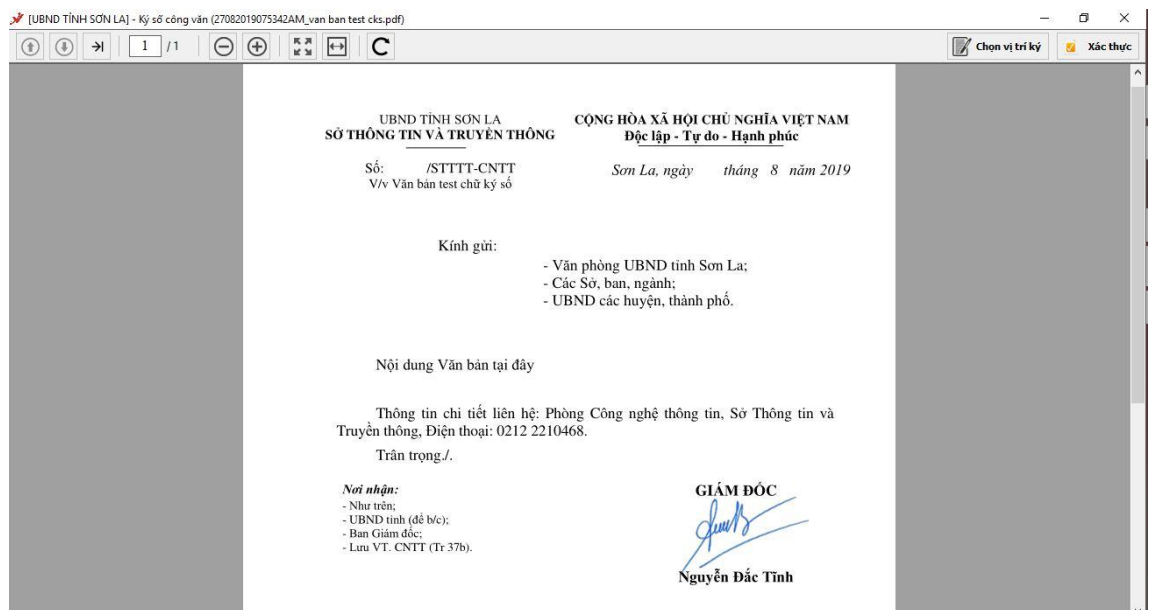 [UBND TỈNH SƠN LA] - Ký số công văn (27082019075342AM_van ban test cks.pdf)
1 / 1
Chọn vị trí ký
Xác thực
UBND TỈNH SƠN LA
SỞ THÔNG TIN VÀ TRUYỀN THÔNG
CỘNG HÒA XÃ HỘI CHỦ NGHĨA VIỆT NAM
Độc lập - Tự do - Hạnh phúc
Số: /STTTT-CNTT
V/v Văn bản test chữ ký số
Sơn La, ngày tháng 8 năm 2019
Kính gửi:
- Văn phòng UBND tỉnh Sơn La;
- Các Sở, ban, ngành;
- UBND các huyện, thành phố.
Nội dung Văn bản tại đây
Thông tin chi tiết liên hệ: Phòng Công nghệ thông tin, Sở Thông tin và
Truyền thông, Điện thoại: 0212 2210468.
Trân trọng./.
Nơi nhận:
- Như trên;
- UBND tỉnh (để b/c);
- Ban Giám đốc;
- Lưu VT. CNTT (Tr 37b).
GIÁM ĐỐC
Nguyễn Đắc Tĩnh